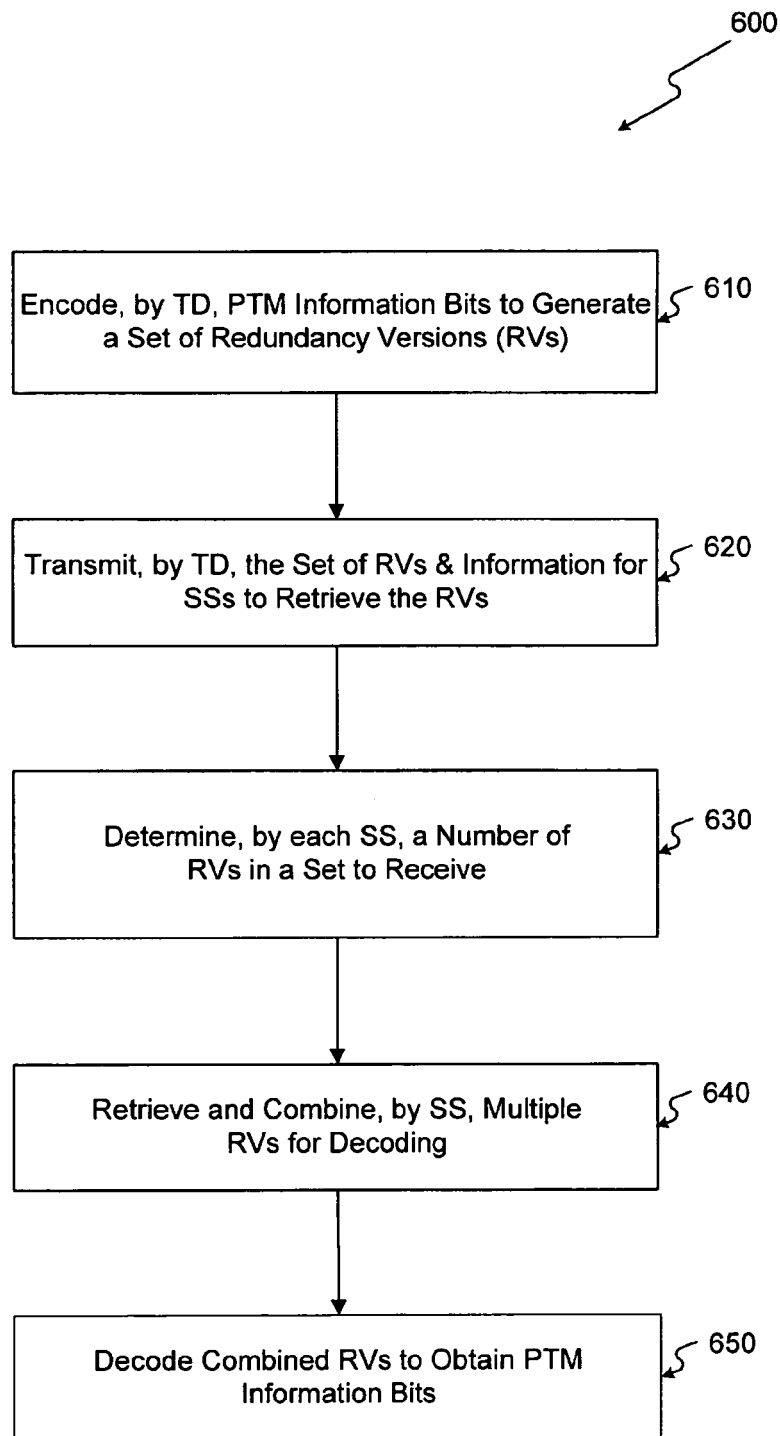 600
Encode, by TD, PTM Information Bits to Generate
a Set of Redundancy Versions (RVs)
610
Transmit, by TD, the Set of RVs & Information for
SSs to Retrieve the RVs
620
Determine, by each SS, a Number of
RVs in a Set to Receive
630
Retrieve and Combine, by SS, Multiple
RVs for Decoding
640
Decode Combined RVs to Obtain PTM
Information Bits
650